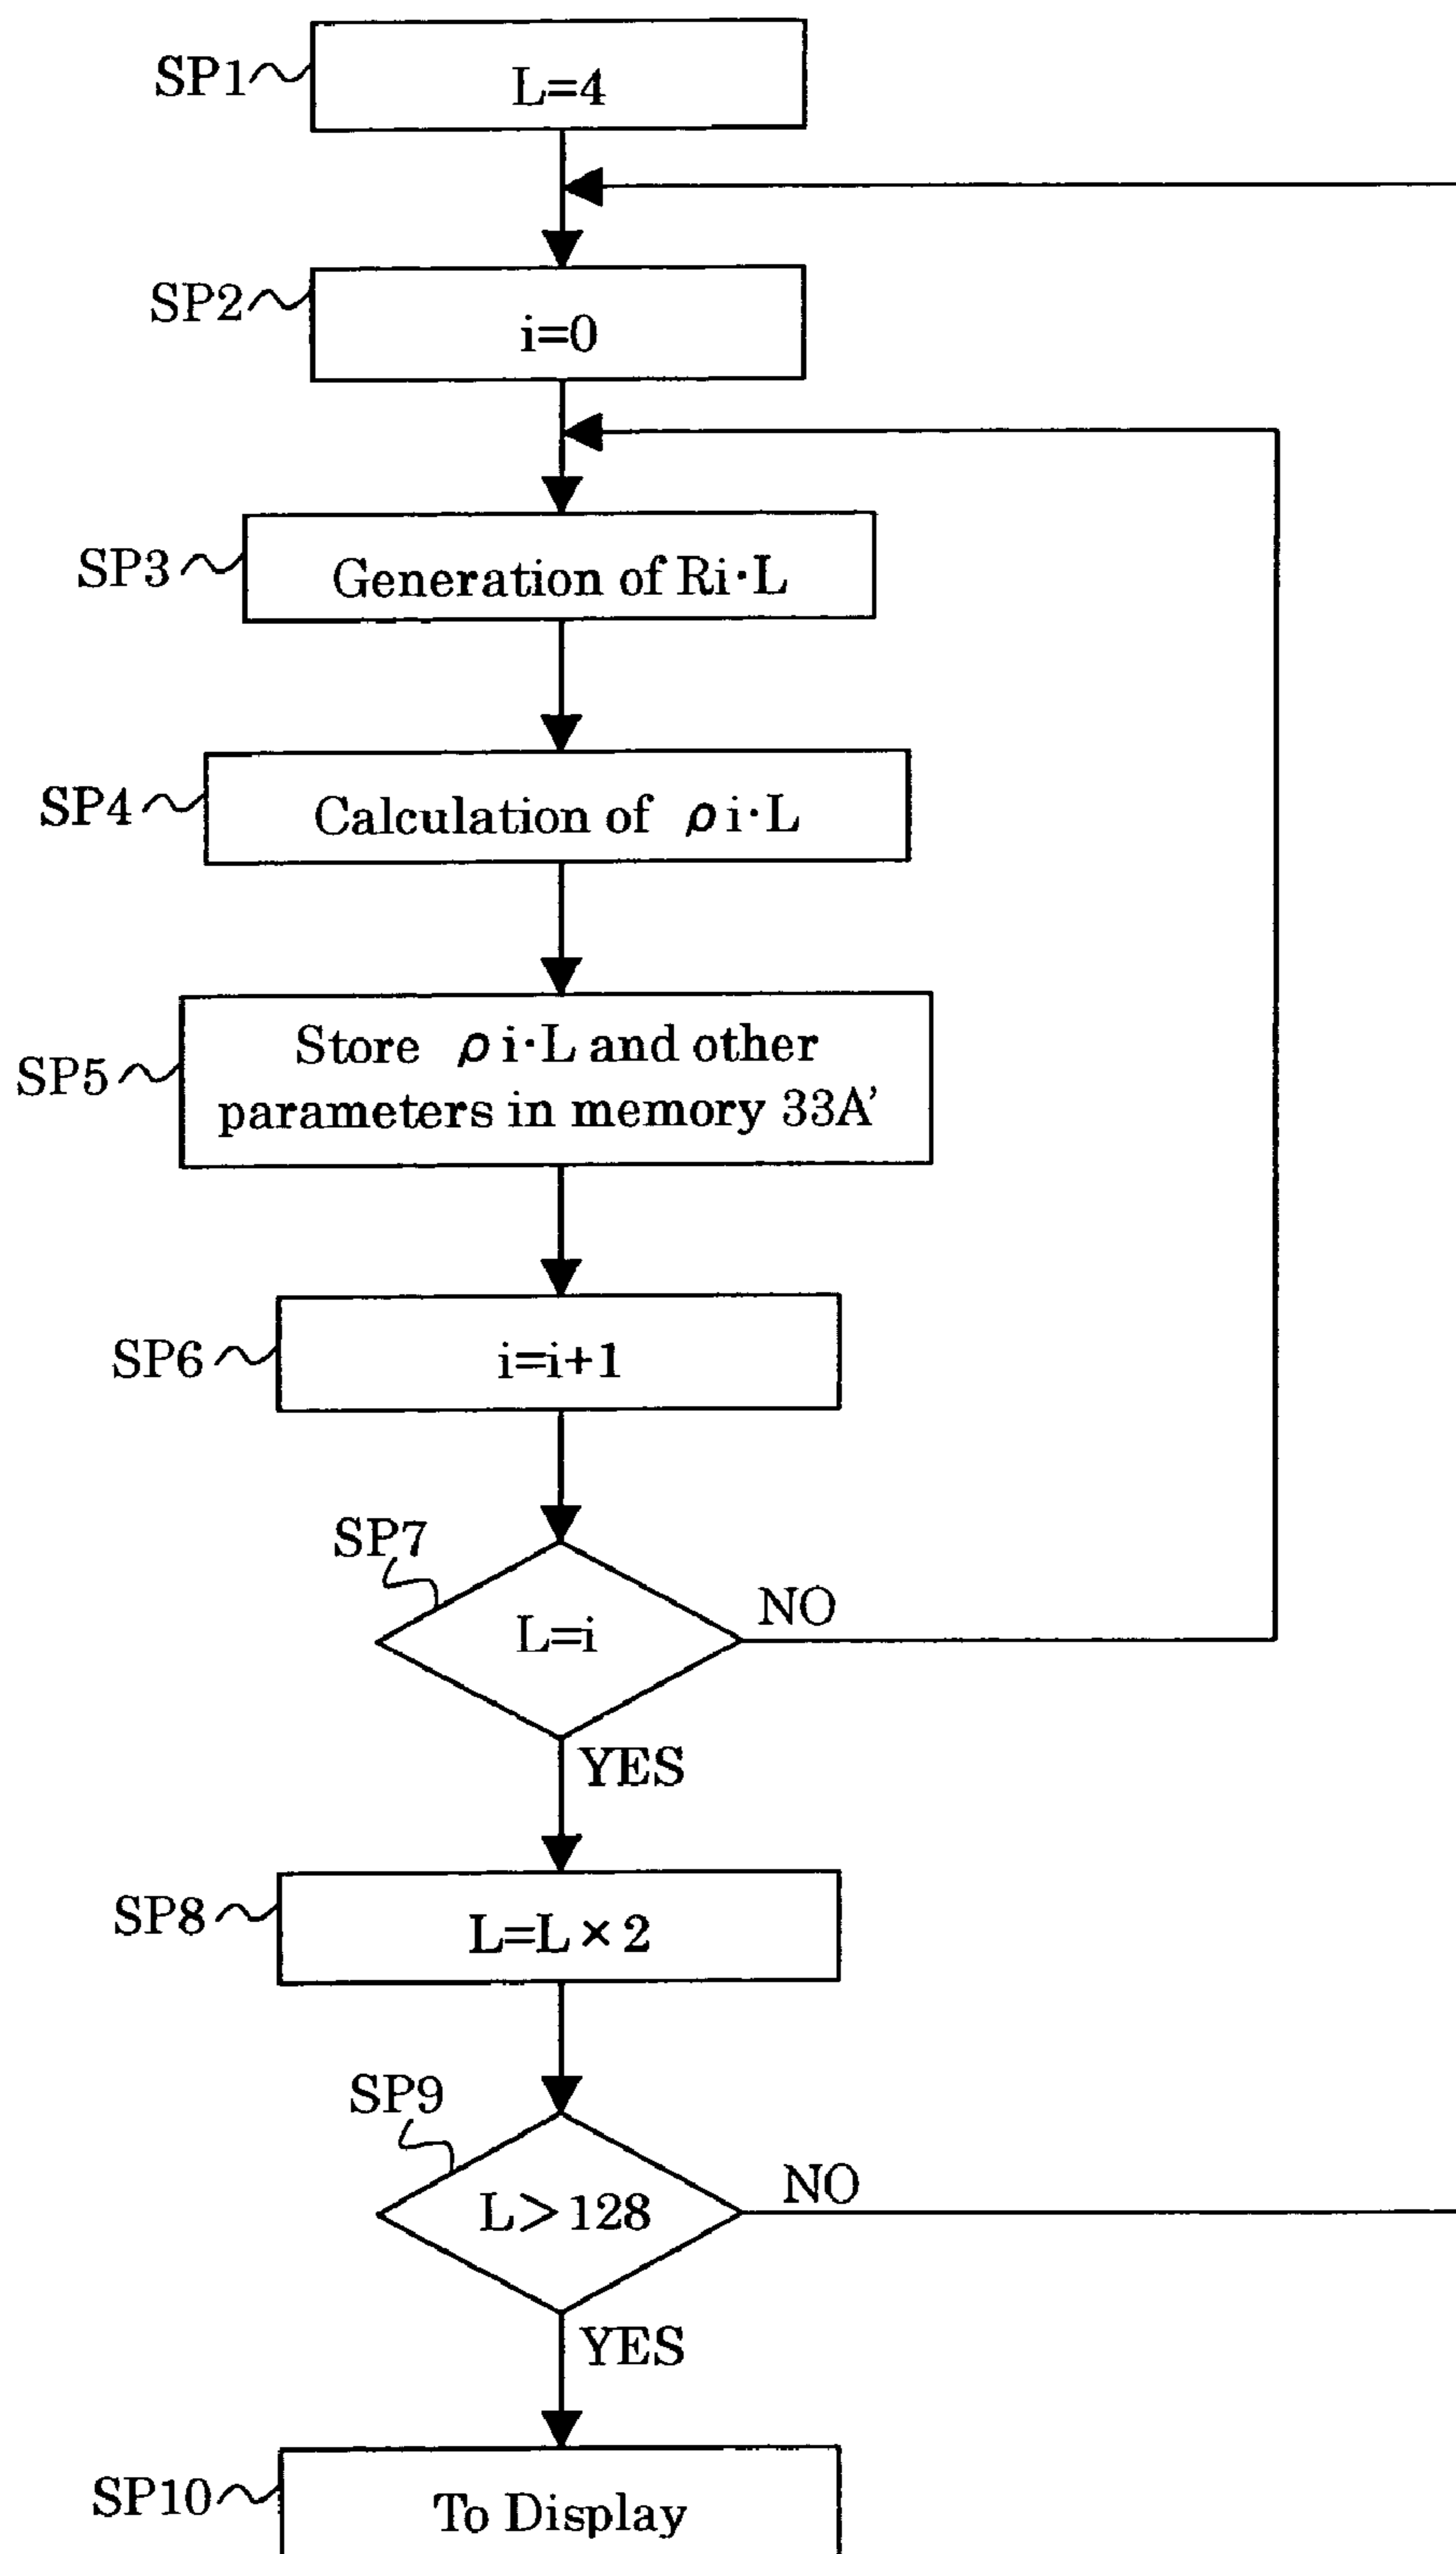 SP1
L=4
SP2
i=0
SP3
Generation of Ri·L
SP4
Calculation of ρi·L
SP5
Store ρi·L and other
parameters in memory 33A'
SP6
i=i+1
SP7
L=i
NO
YES
SP8
L=L×2
SP9
L>128
NO
YES
SP10
To Display